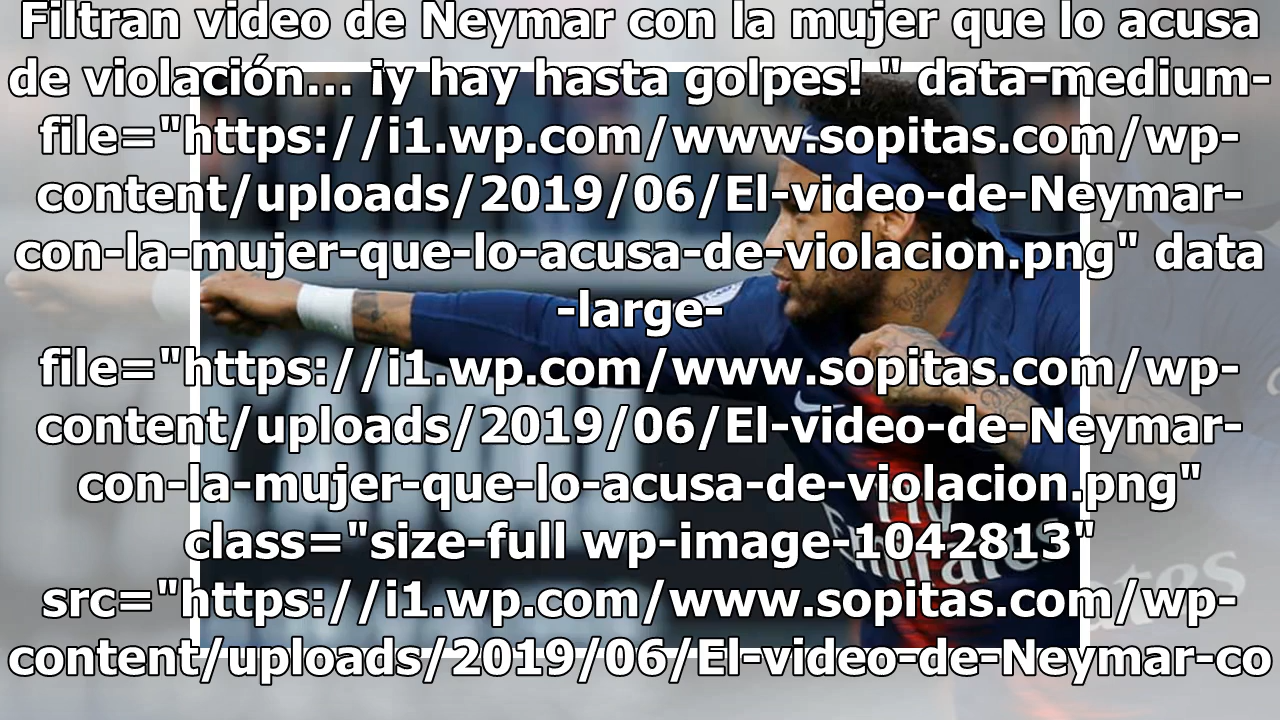 Filtran video de Neymar con la mujer que lo acusa
de violación... ¡y hay hasta golpes! " data-medium-
file="https://i1.wp.com/www.sopitas.com/wp-
content/uploads/2019/06/El-video-de-Neymar-
con-la-mujer-que-lo-acusa-de-violacion.png" data
-large-
file="https://i1.wp.com/www.sopitas.com/wp-
content/uploads/2019/06/El-video-de-Neymar-
con-la-mujer-que-lo-acusa-de-violacion.png"
class="size-full wp-image-1042813"
src="https://i1.wp.com/www.sopitas.com/wp-
content/uploads/2019/06/El-video-de-Neymar-co
Fly
Emirates